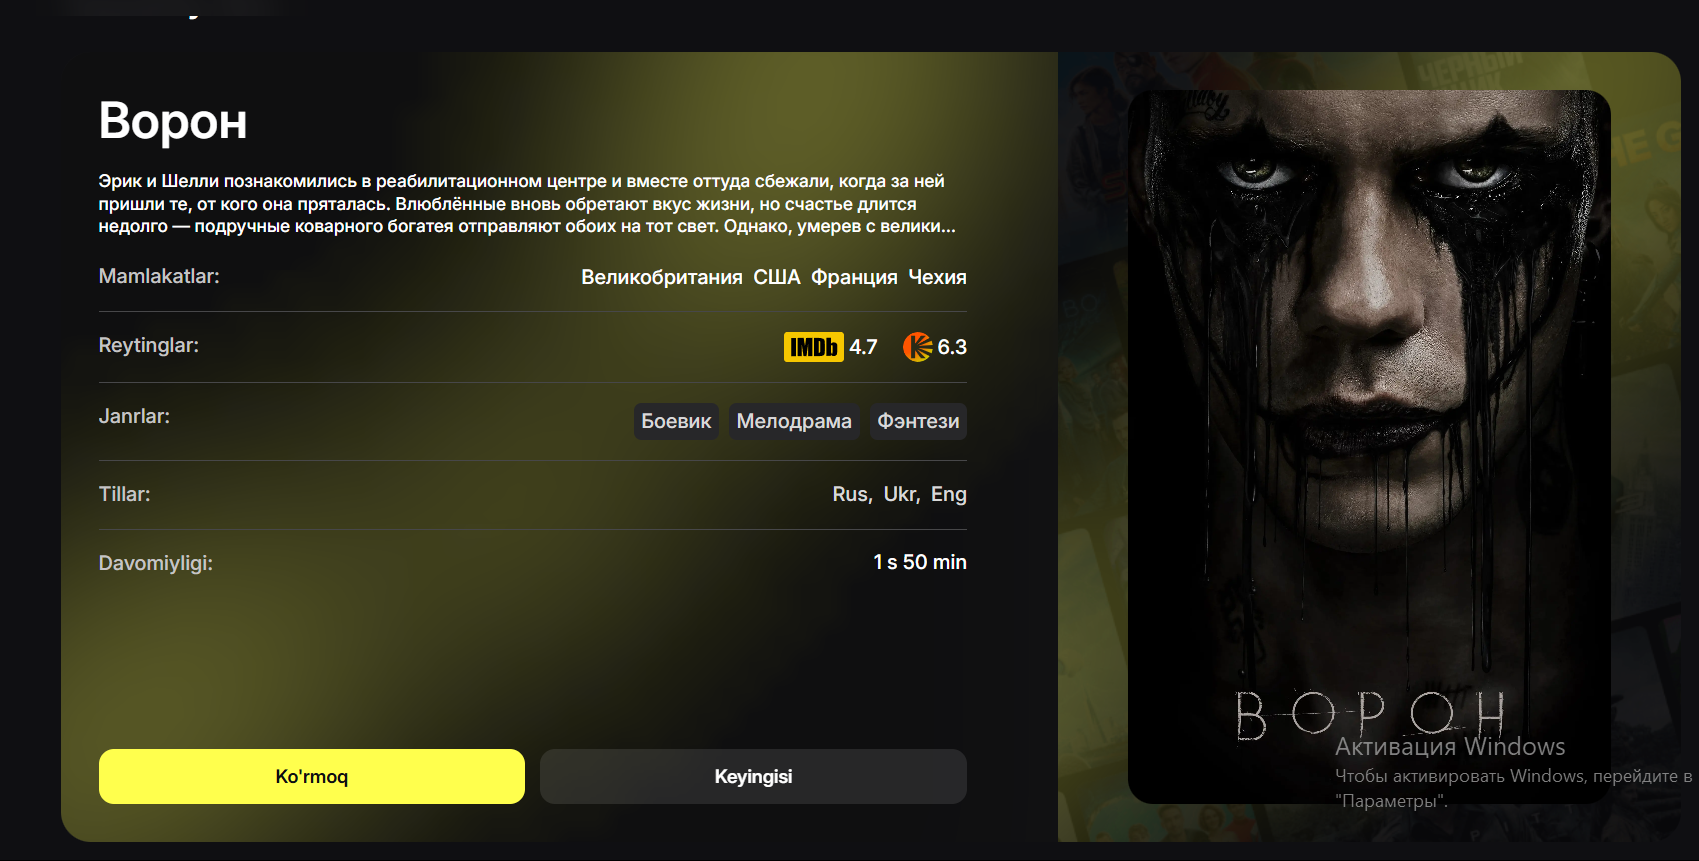 Ворон
Эрик и Шелли познакомились в реабилитационном центре и вместе оттуда сбежали, когда за ней
пришли те, от кого она пряталась. Влюблённые вновь обретают вкус жизни, но счастье длится
недолго — подручные коварного богатея отправляют обоих на тот свет. Однако, умерев с велики...
Mamlakatlar: Великобритания США Франция Чехия
Reytinglar: IMDb 4.7 6.3
Janrlar: Боевик Мелодрама Фэнтези
Tillar: Rus, Ukr, Eng
Davomiyligi: 1 s 50 min
Ko'rmoq Keyingisi
ЧЕРНЫЙ
ВОРОН
Активация Windows
Чтобы активировать Windows, перейдите в
"Параметры".